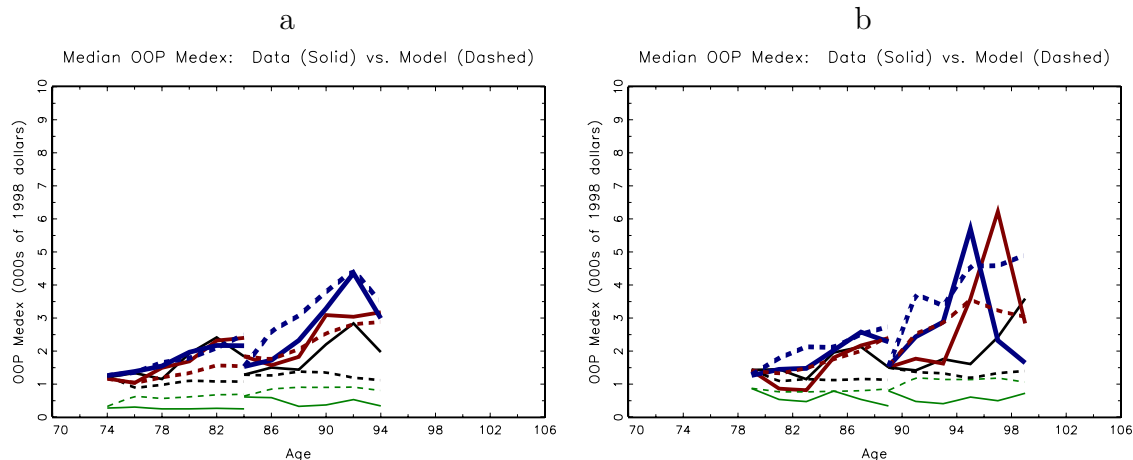 a
Median OOP Medex: Data (Solid) vs. Model (Dashed)
OOP Medex (000s of 1998 dollars)
10
9
8
7
6
5
4
3
2
1
0
70 74 78 82 86 90 94 98 102 106
Age
b
Median OOP Medex: Data (Solid) vs. Model (Dashed)
OOP Medex (000s of 1998 dollars)
10
9
8
7
6
5
4
3
2
1
0
70 74 78 82 86 90 94 98 102 106
Age